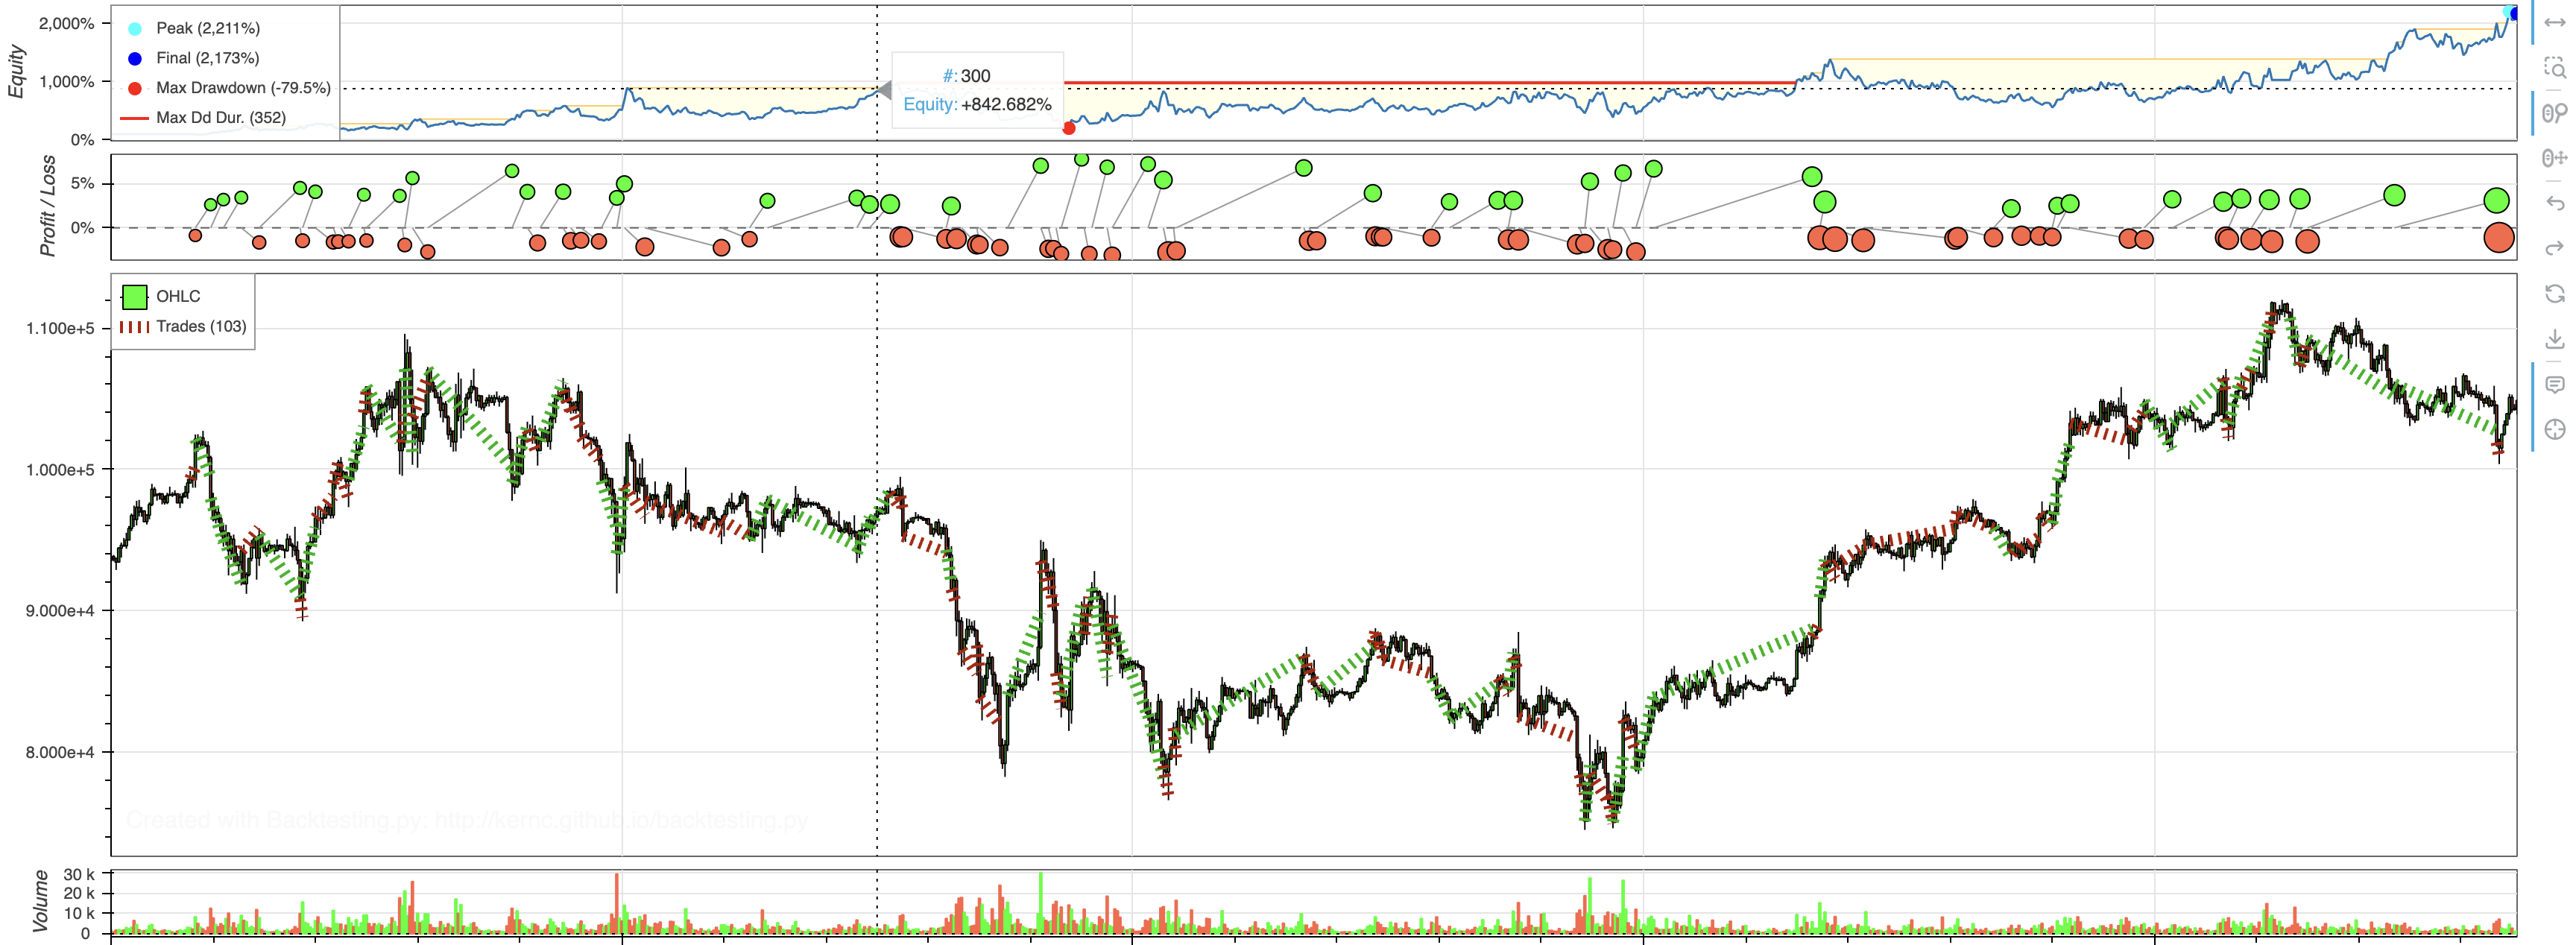 Equity
2,000%
1,000%
0%
Peak (2,211%)
Final (2,173%)
Max Drawdown (-79.5%)
Max Dd Dur. (352)
#: 300
Equity: +842.682%
Profit / Loss
5%
0%
OHLC
Trades (103)
1.100e+5
1.000e+5
9.000e+4
8.000e+4
Created with Backtesting.py: http://kernc.github.io/backtesting.py
Volume
30 k
20 k
10 k
0